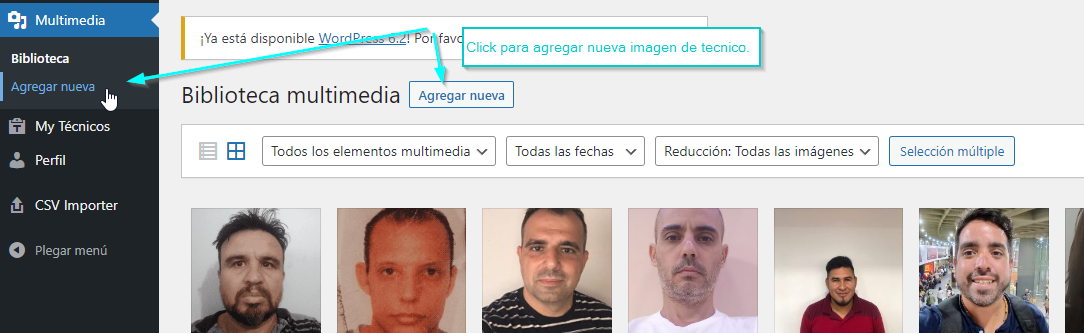 Multimedia
Biblioteca
Agregar nueva
My Técnicos
Perfil
CSV Importer
Plegar menú
¡Ya está disponible WordPress 6.2! Por favo
Click para agregar nueva imagen de tecnico.
Biblioteca multimedia Agregar nueva
Todos los elementos multimedia Todas las fechas Reducción: Todas las imágenes Selección múltiple